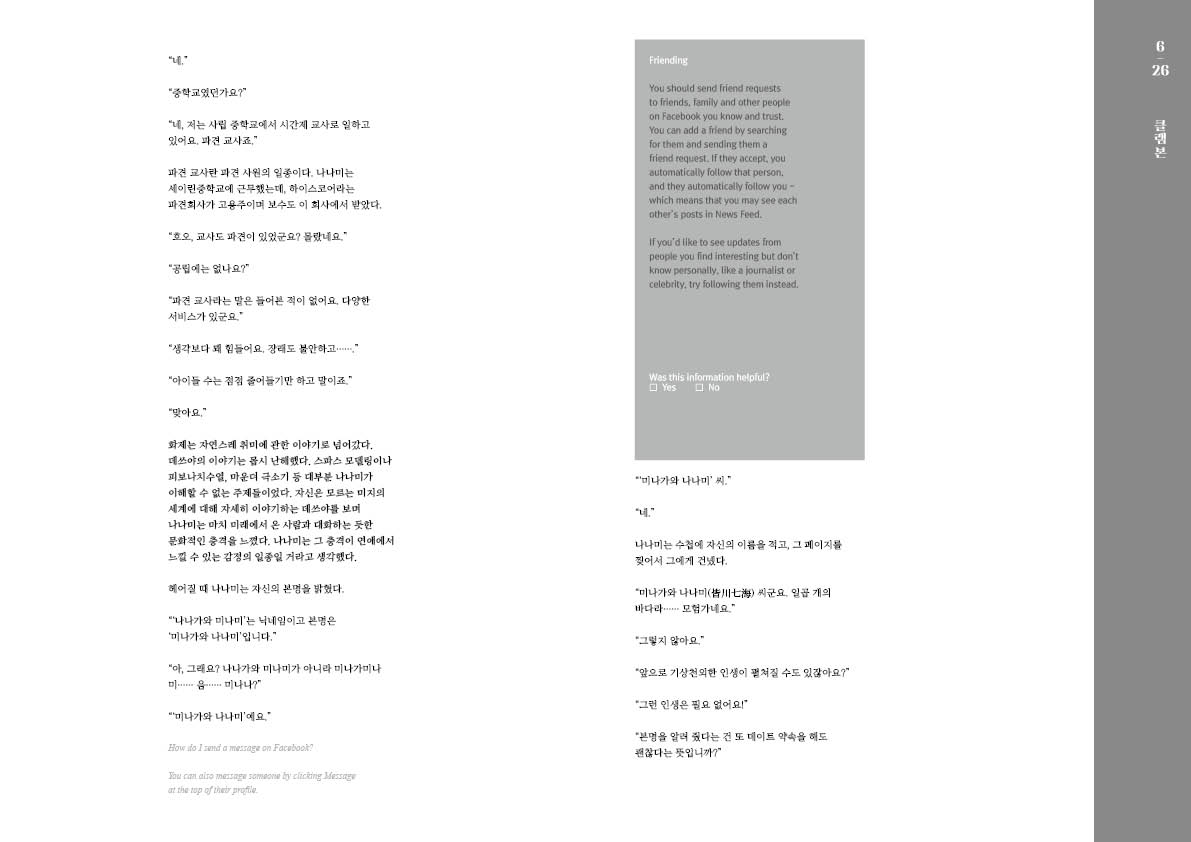 “네.”
“중학교였던가요?”
“네, 저는 사립 중학교에서 시간제 교사로 일하고
있어요. 파견 교사죠.”
파견 교사란 파견 사원의 일종이다. 나나미는
세이린중학교에 근무했는데, 하이스코어라는
파견회사가 고용주이며 보수도 이 회사에서 받았다.
“호오, 교사도 파견이 있었군요? 몰랐네요.”
“공립에는 없나요?”
“파견 교사라는 말은 들어본 적이 없어요. 다양한
서비스가 있군요.”
“생각보다 꽤 힘들어요. 장래도 불안하고…….”
“아이들 수는 점점 줄어들기만 하고 말이죠.”
“맞아요.”
화제는 자연스레 취미에 관한 이야기로 넘어갔다.
데쓰야의 이야기는 몹시 난해했다. 스파스 모델링이나
피보나치수열, 마운더 극소기 등 대부분 나나미가
이해할 수 없는 주제들이었다. 자신은 모르는 미지의
세계에 대해 자세히 이야기하는 데쓰야를 보며
나나미는 마치 미래에서 온 사람과 대화하는 듯한
문화적인 충격을 느꼈다. 나나미는 그 충격이 연애에서
느낄 수 있는 감정의 일종일 거라고 생각했다.
헤어질 때 나나미는 자신의 본명을 밝혔다.
“‘나나가와 미나미’는 닉네임이고 본명은
‘미나가와 나나미’입니다.”
“아, 그래요? 나나가와 미나미가 아니라 미나가미나
미…… 음…… 미나나?”
“‘미나가와 나나미’예요.”
How do I send a message on Facebook?
You can also message someone by clicking Message
at the top of their profile.
Friending
You should send friend requests
to friends, family and other people
on Facebook you know and trust.
You can add a friend by searching
for them and sending them a
friend request. If they accept, you
automatically follow that person,
and they automatically follow you –
which means that you may see each
other’s posts in News Feed.
If you’d like to see updates from
people you find interesting but don’t
know personally, like a journalist or
celebrity, try following them instead.
Was this information helpful?
□ Yes □ No
“‘미나가와 나나미’ 씨.”
“네.”
나나미는 수첩에 자신의 이름을 적고, 그 페이지를
찢어서 그에게 건넸다.
“미나가와 나나미(皆川七海) 씨군요. 일곱 개의
바다라…… 모험가네요.”
“그렇지 않아요.”
“앞으로 기상천외한 인생이 펼쳐질 수도 있잖아요?”
“그런 인생은 필요 없어요!”
“본명을 알려 줬다는 건 또 데이트 약속을 해도
괜찮다는 뜻입니까?”
6
–
26
클램본